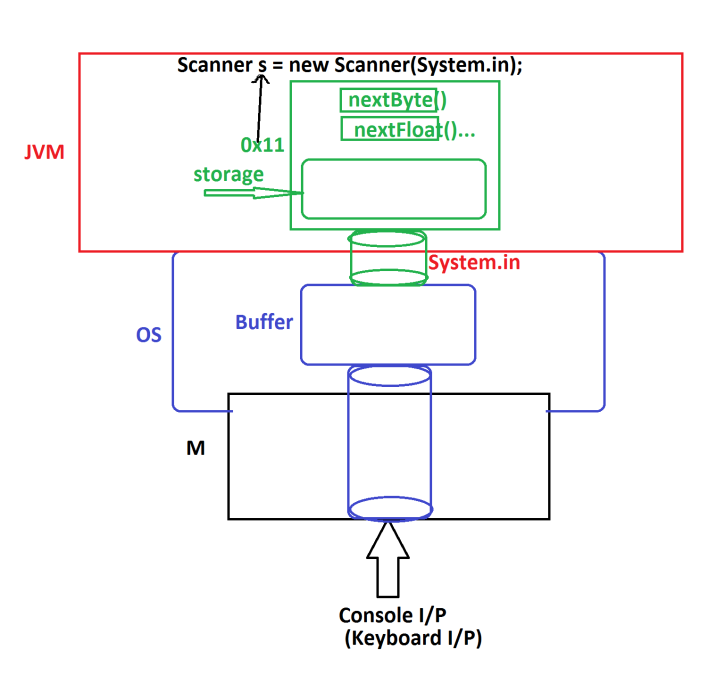 Scanner s = new Scanner(System.in);
nextByte()
nextFloat()...
JVM
0x11
storage
System.in
Buffer
OS
M
Console I/P
(Keyboard I/P)